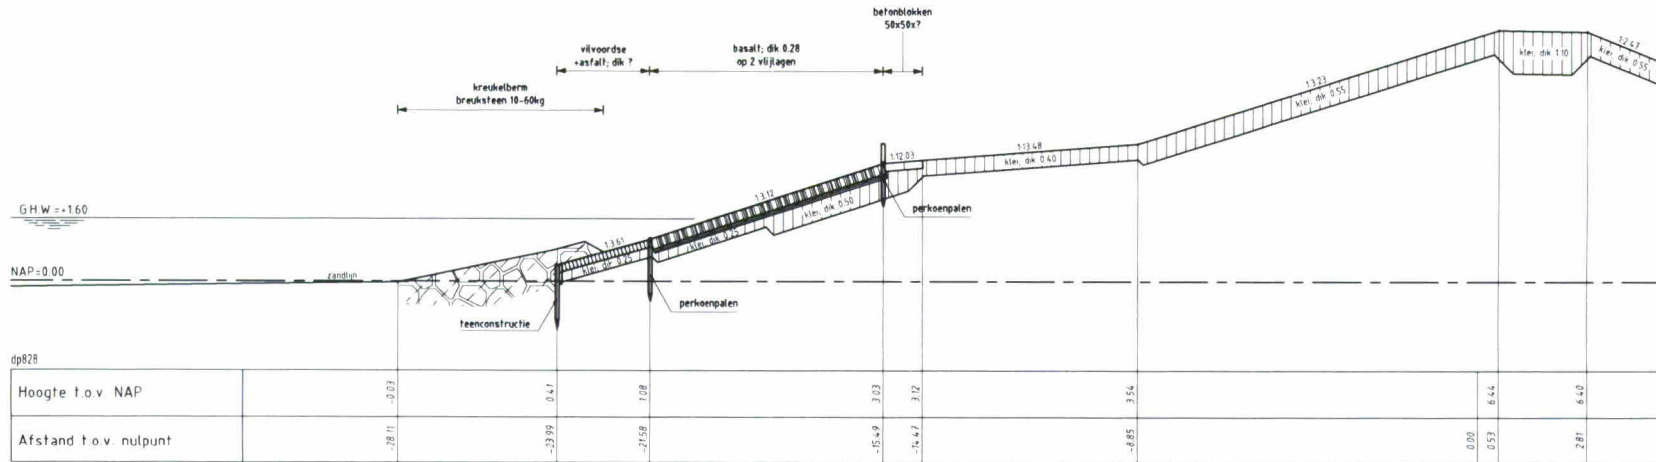 betonblokken
50x50x?
vilvoordse
+asfalt; dik ?
basalt; dik 0.28
op 2 vlijlagen
kreukelberm
breuksteen 10-60kg
1:2.47
klei, dik 0.55
klei, dik 1.10
1:3.23
klei, dik 0.55
1:13.48
klei, dik 0.40
1:12.03
1:3.12
klei, dik 0.50
klei, dik 0.25
perkoenpalen
G.H.W.=+1.60
1:3.61
klei, dik 0.25
NAP=0.00
zandlijn
perkoenpalen
teenconstructie
dp828
Hoogte t.o.v. NAP -0.03 0.41 1.08 3.03 3.12 3.54 6.44 6.40
Afstand t.o.v. nulpunt -28.11 -23.99 -21.58 -15.49 -14.47 -8.85 0.00 0.53 2.81